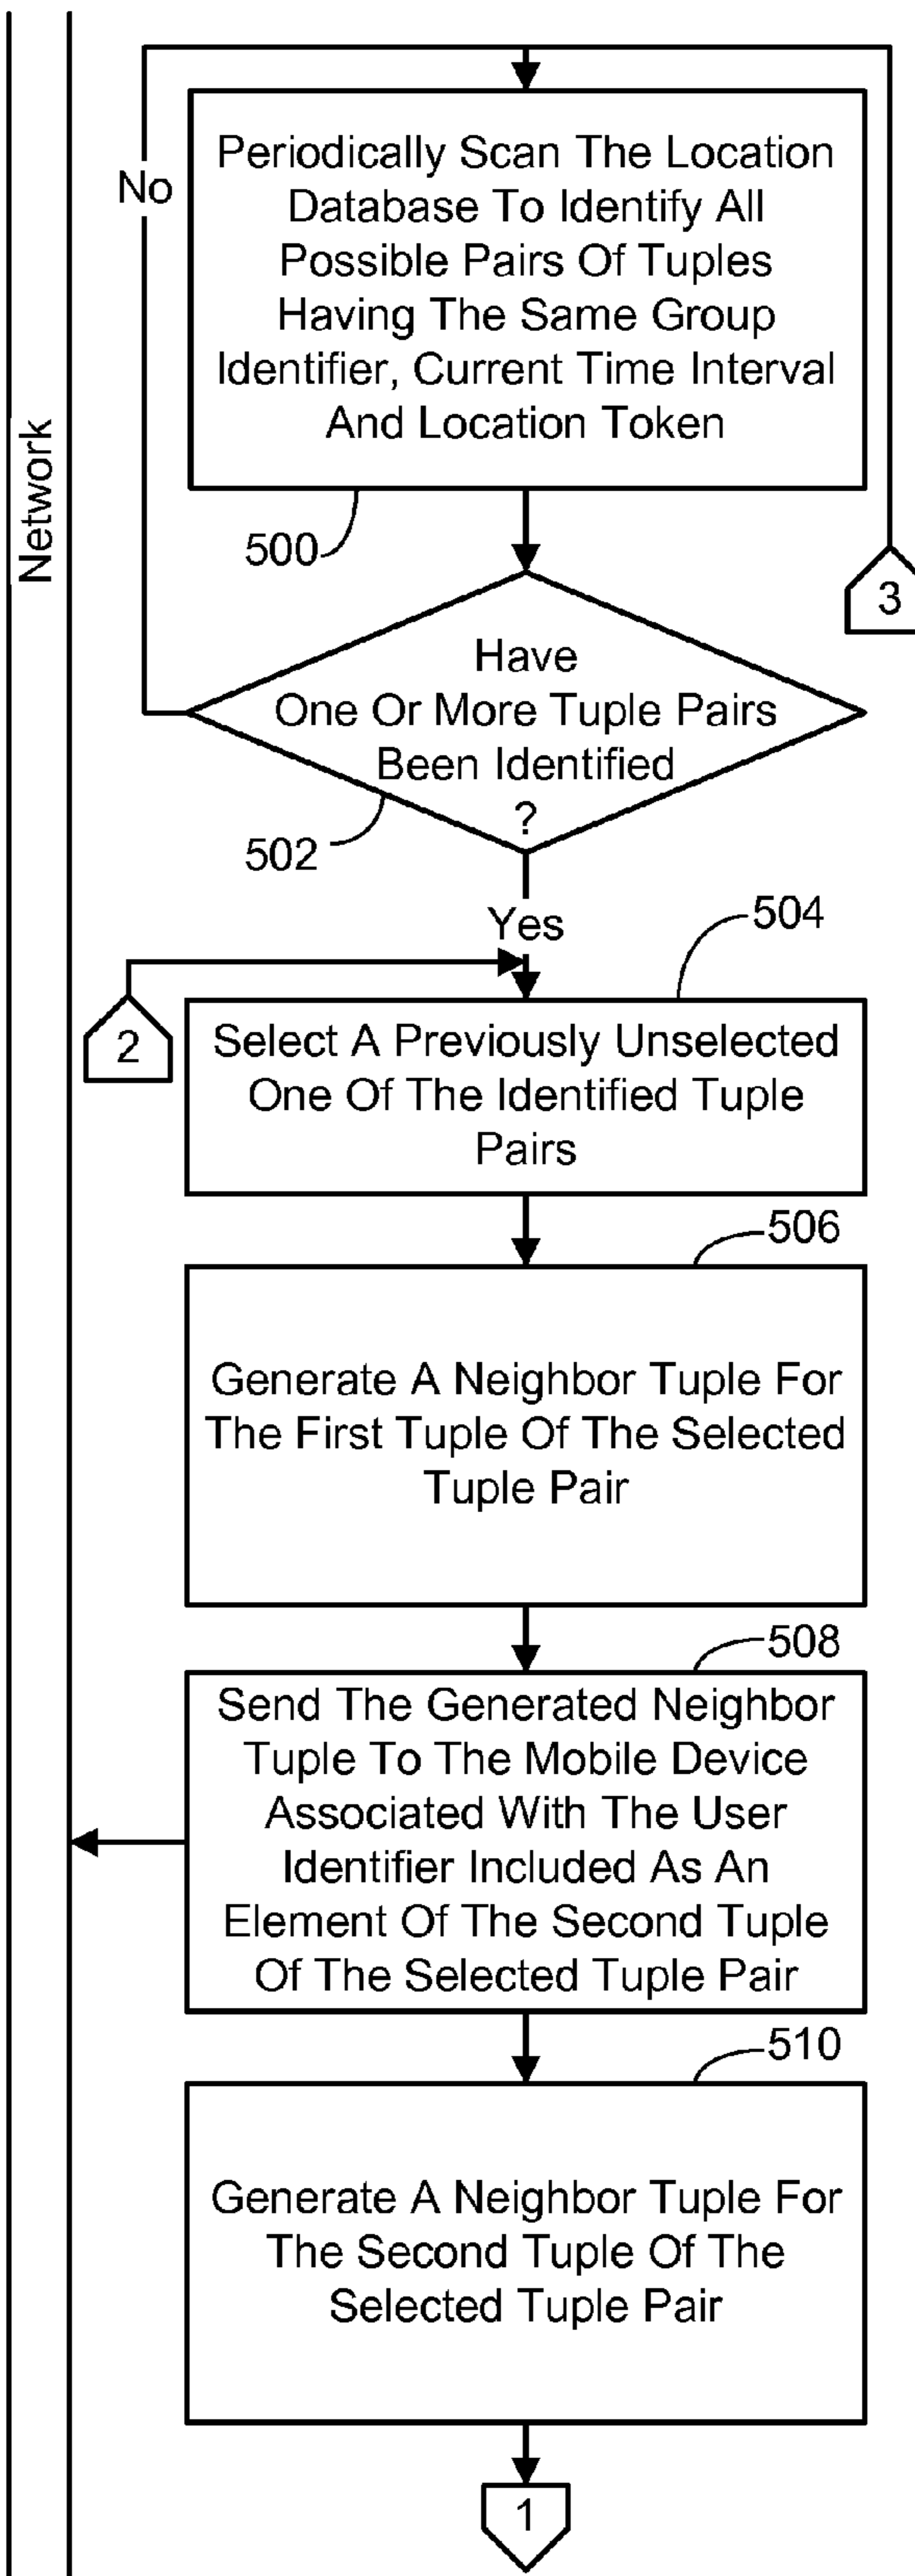 Network
No
Periodically Scan The Location
Database To Identify All
Possible Pairs Of Tuples
Having The Same Group
Identifier, Current Time Interval
And Location Token
500
3
Have
One Or More Tuple Pairs
Been Identified
?
502
Yes
504
2
Select A Previously Unselected
One Of The Identified Tuple
Pairs
506
Generate A Neighbor Tuple For
The First Tuple Of The Selected
Tuple Pair
508
Send The Generated Neighbor
Tuple To The Mobile Device
Associated With The User
Identifier Included As An
Element Of The Second Tuple
Of The Selected Tuple Pair
510
Generate A Neighbor Tuple For
The Second Tuple Of The
Selected Tuple Pair
1